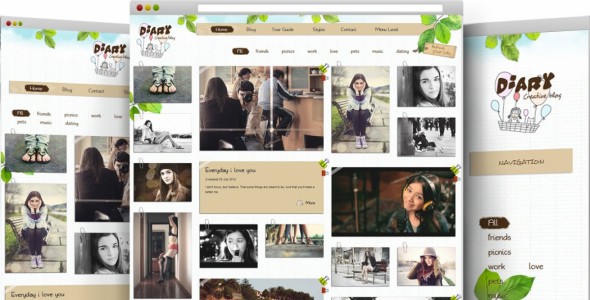 DiARY
Creative/blog
Home
Blog
Contact
All
friends
picnics
work
love
pets
music
dating
Everyday i love you
DiARY
Creative/blog
Home
Blog
Tour Guide
Styles
Contact
Menu Level
All
friends
picnics
work
love
pets
music
dating
Everyday i love you
More
DiARY
Creative/blog
NAVIGATION
All
friends
picnics
work
love
pets